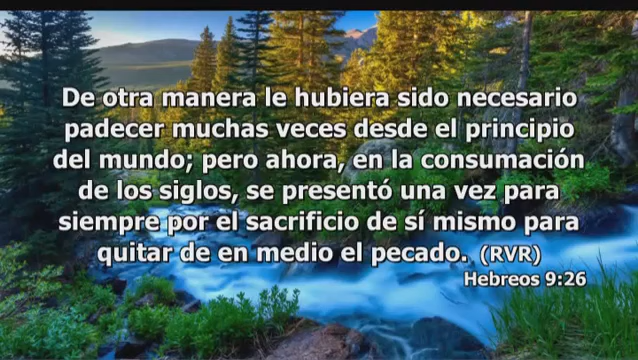 De otra manera le hubiera sido necesario
padecer muchas veces desde el principio
del mundo; pero ahora, en la consumación
de los siglos, se presentó una vez para
siempre por el sacrificio de sí mismo para
quitar de en medio el pecado. (RVR)
Hebreos 9:26